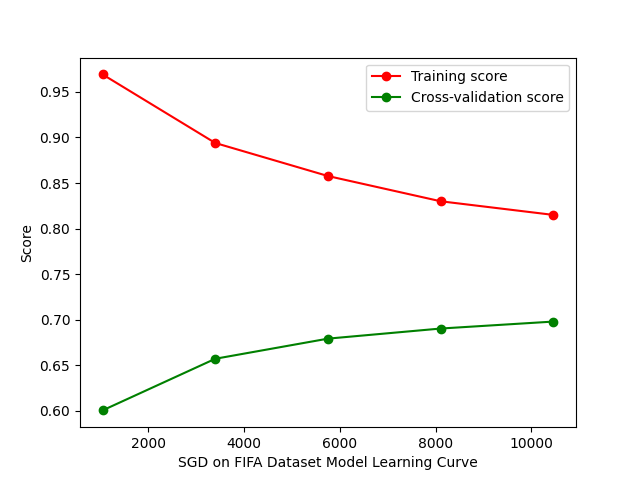 Training score
Cross-validation score
0.95
0.90
0.85
0.80
0.75
0.70
0.65
0.60
Score
2000 4000 6000 8000 10000
SGD on FIFA Dataset Model Learning Curve